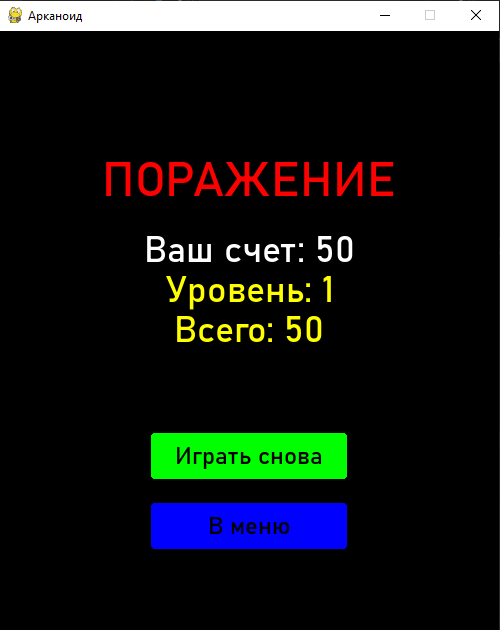 Арканоид
ПОРАЖЕНИЕ
Ваш счет: 50
Уровень: 1
Всего: 50
Играть снова
В меню